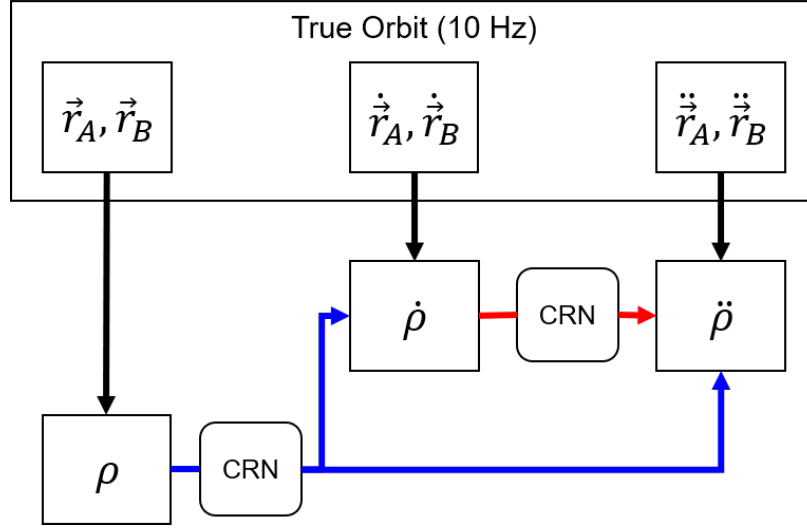 True Orbit (10 Hz)
r⃗_A, r⃗_B
ṙ⃗_A, ṙ⃗_B
r̈⃗_A, r̈⃗_B
ρ̇
CRN
ρ̈
ρ
CRN